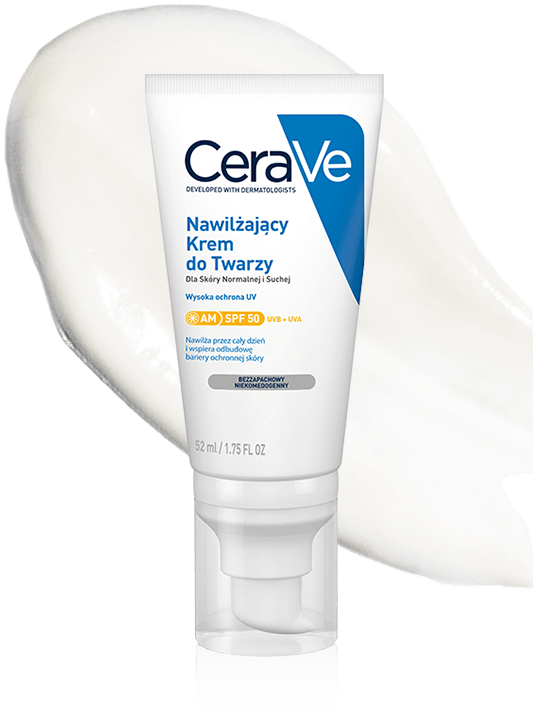 CeraVe
DEVELOPED WITH DERMATOLOGISTS
Nawilżający
Krem
do Twarzy
Dla Skóry Normalnej i Suchej
Wysoka ochrona UV
AM SPF 50 UVB + UVA
Nawilża przez cały dzień
i wspiera odbudowę
bariery ochronnej skóry
BEZZAPACHOWY
NIEKOMEDOGENNY
52 ml / 1.75 FL OZ